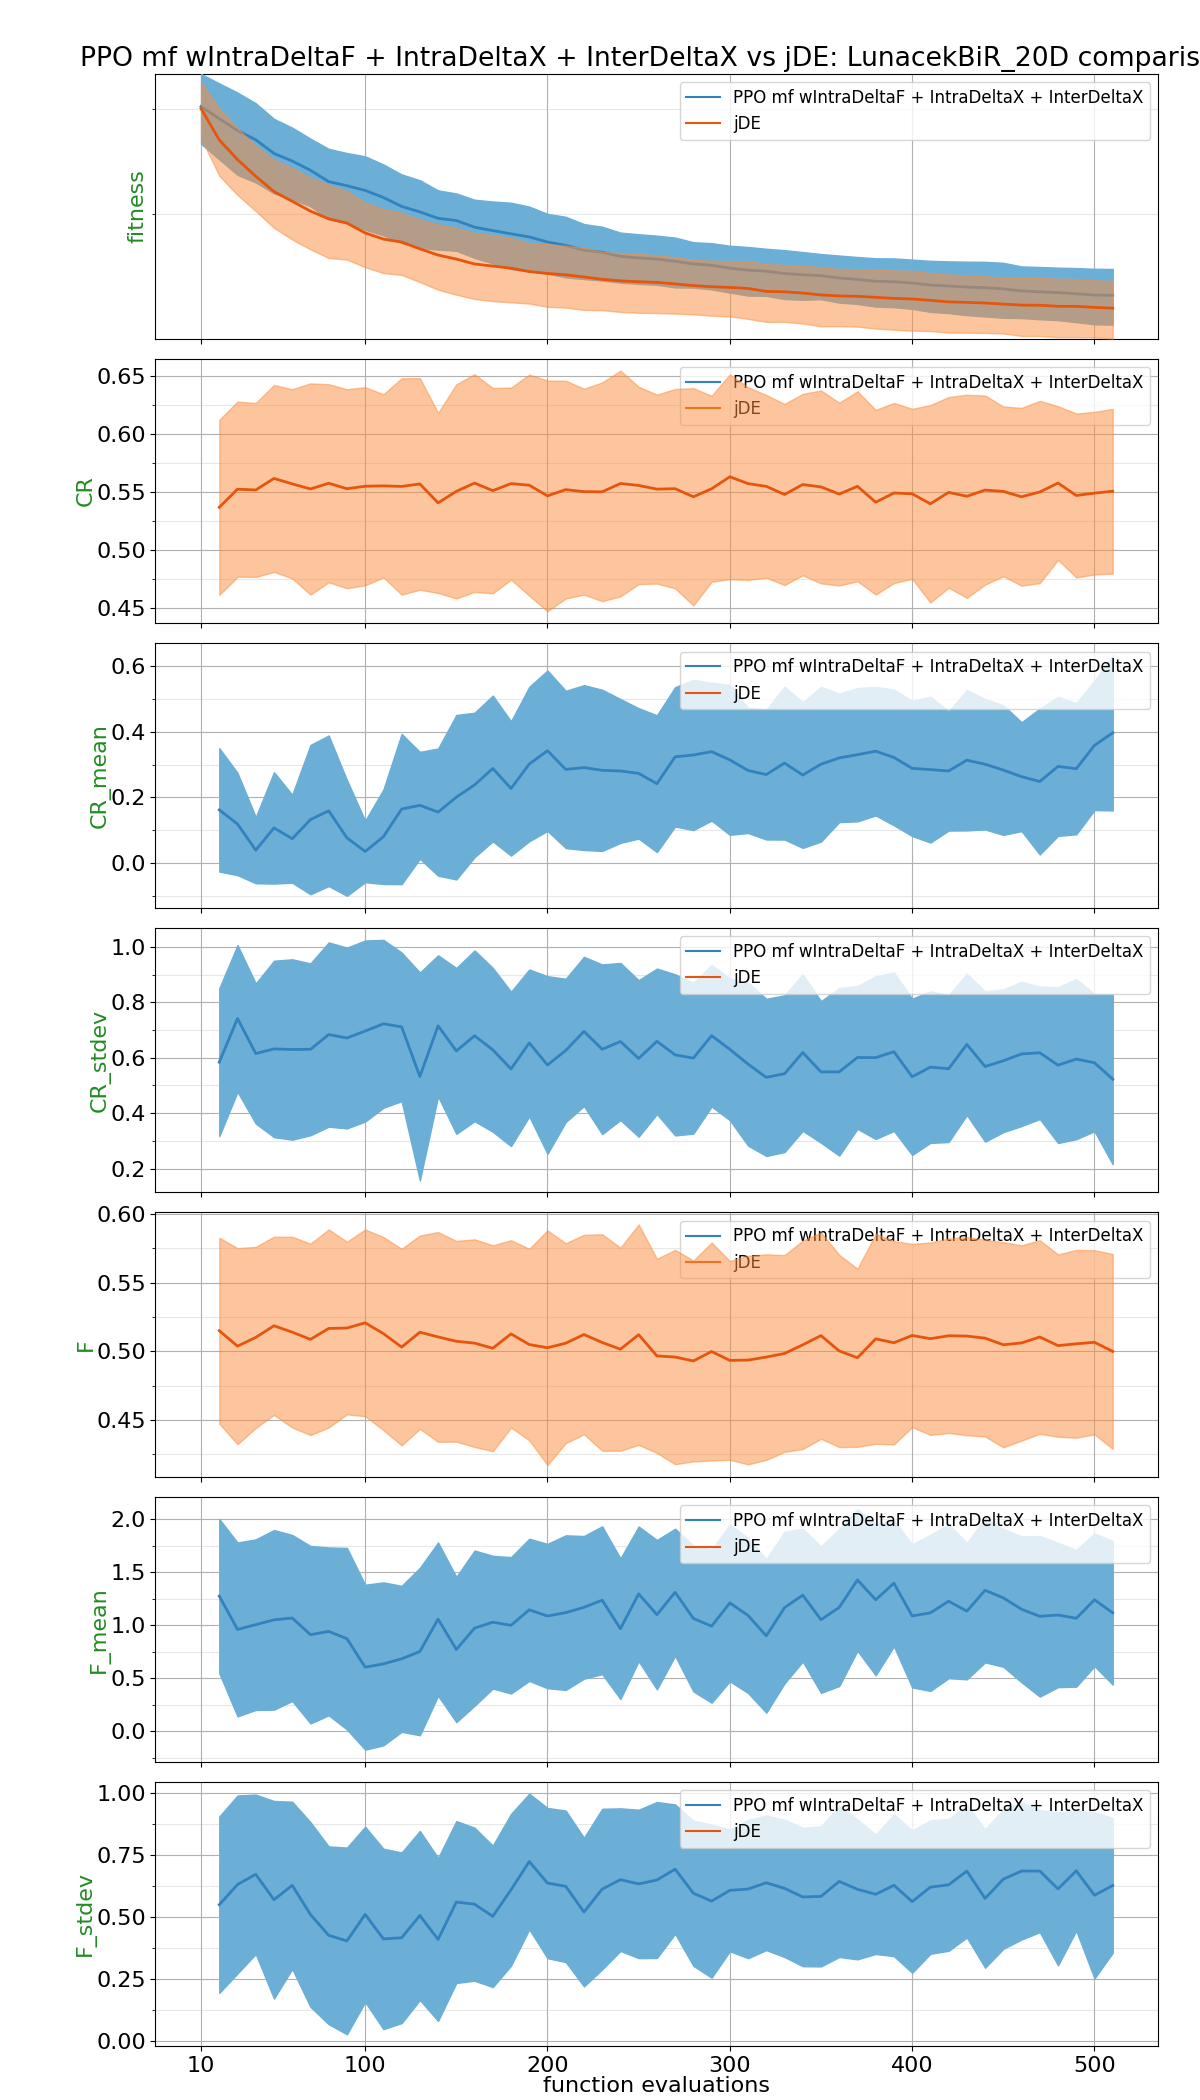 PPO mf wIntraDeltaF + IntraDeltaX + InterDeltaX vs jDE: LunacekBiR_20D comparis
PPO mf wIntraDeltaF + IntraDeltaX + InterDeltaX
jDE
fitness
PPO mf wIntraDeltaF + IntraDeltaX + InterDeltaX
jDE
0.65
0.60
0.55
0.50
0.45
CR
PPO mf wIntraDeltaF + IntraDeltaX + InterDeltaX
jDE
0.6
0.4
0.2
0.0
CR_mean
PPO mf wIntraDeltaF + IntraDeltaX + InterDeltaX
jDE
1.0
0.8
0.6
0.4
0.2
CR_stdev
PPO mf wIntraDeltaF + IntraDeltaX + InterDeltaX
jDE
0.60
0.55
0.50
0.45
F
PPO mf wIntraDeltaF + IntraDeltaX + InterDeltaX
jDE
2.0
1.5
1.0
0.5
0.0
F_mean
PPO mf wIntraDeltaF + IntraDeltaX + InterDeltaX
jDE
1.00
0.75
0.50
0.25
0.00
F_stdev
10 100 200 300 400 500
function evaluations